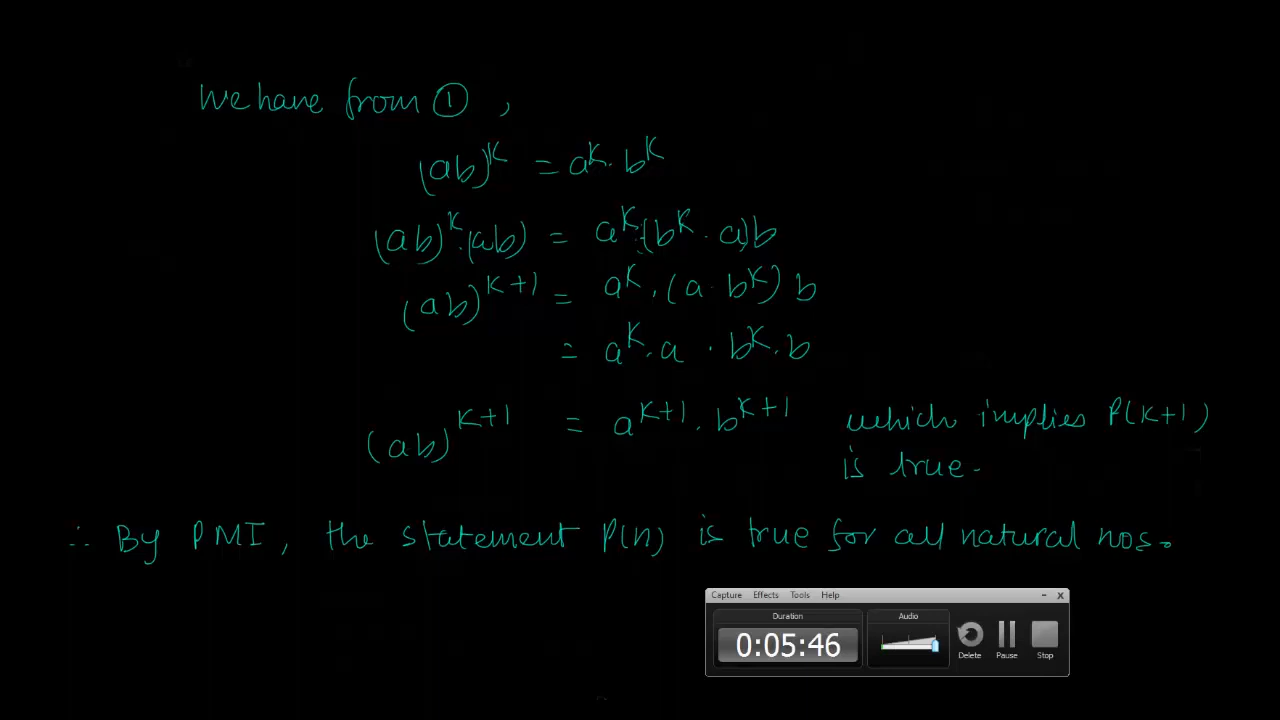 We have from ①,
(ab)^k = a^k · b^k
(ab)^k · (ab) = a^k · (b^k · a) b
(ab)^{k+1} = a^k · (a · b^k) b
= a^k · a · b^k · b
(ab)^{k+1} = a^{k+1} · b^{k+1} which implies P(k+1)
is true.
∴ By PMI, the statement P(n) is true for all natural nos.
Capture Effects Tools Help
Duration Audio
0:05:46
Delete Pause Stop